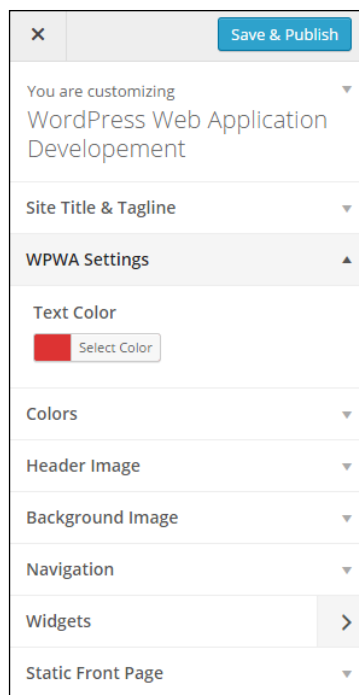 Save & Publish
You are customizing
WordPress Web Application
Developement
Site Title & Tagline
WPWA Settings
Text Color
Select Color
Colors
Header Image
Background Image
Navigation
Widgets
Static Front Page